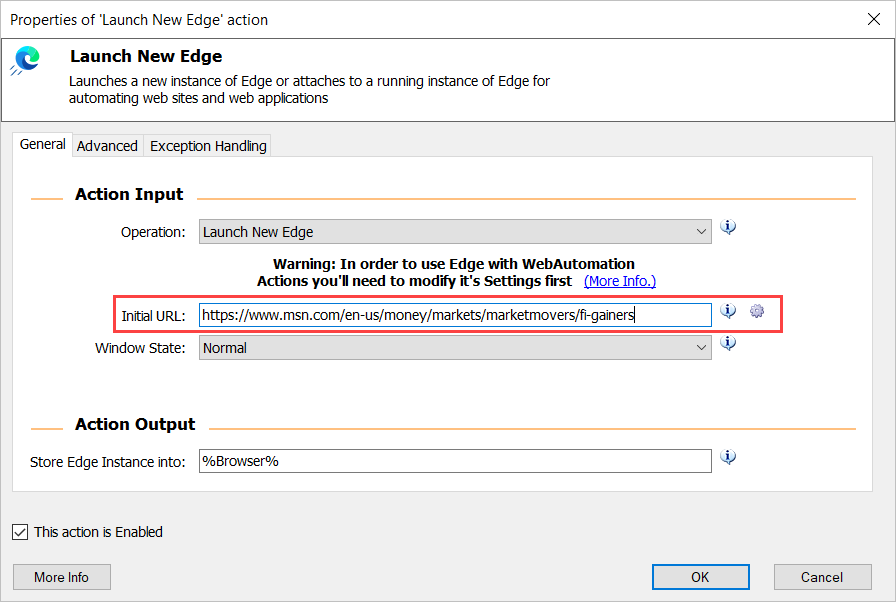 Properties of 'Launch New Edge' action
Launch New Edge
Launches a new instance of Edge or attaches to a running instance of Edge for
automating web sites and web applications
General Advanced Exception Handling
Action Input
Operation: Launch New Edge
Warning: In order to use Edge with WebAutomation
Actions you'll need to modify it's Settings first (More Info.)
Initial URL: https://www.msn.com/en-us/money/markets/marketmovers/fi-gainers
Window State: Normal
Action Output
Store Edge Instance into: %Browser%
This action is Enabled
More Info OK Cancel